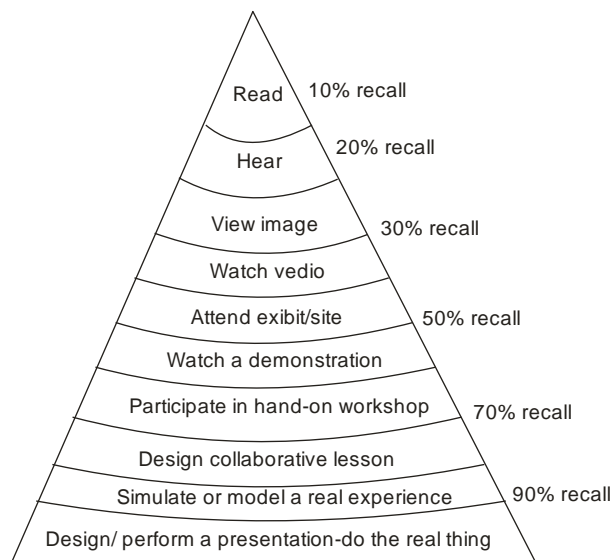 Read
10% recall
Hear
20% recall
View image
30% recall
Watch vedio
Attend exibit/site
50% recall
Watch a demonstration
Participate in hand-on workshop
70% recall
Design collaborative lesson
Simulate or model a real experience
90% recall
Design/ perform a presentation-do the real thing